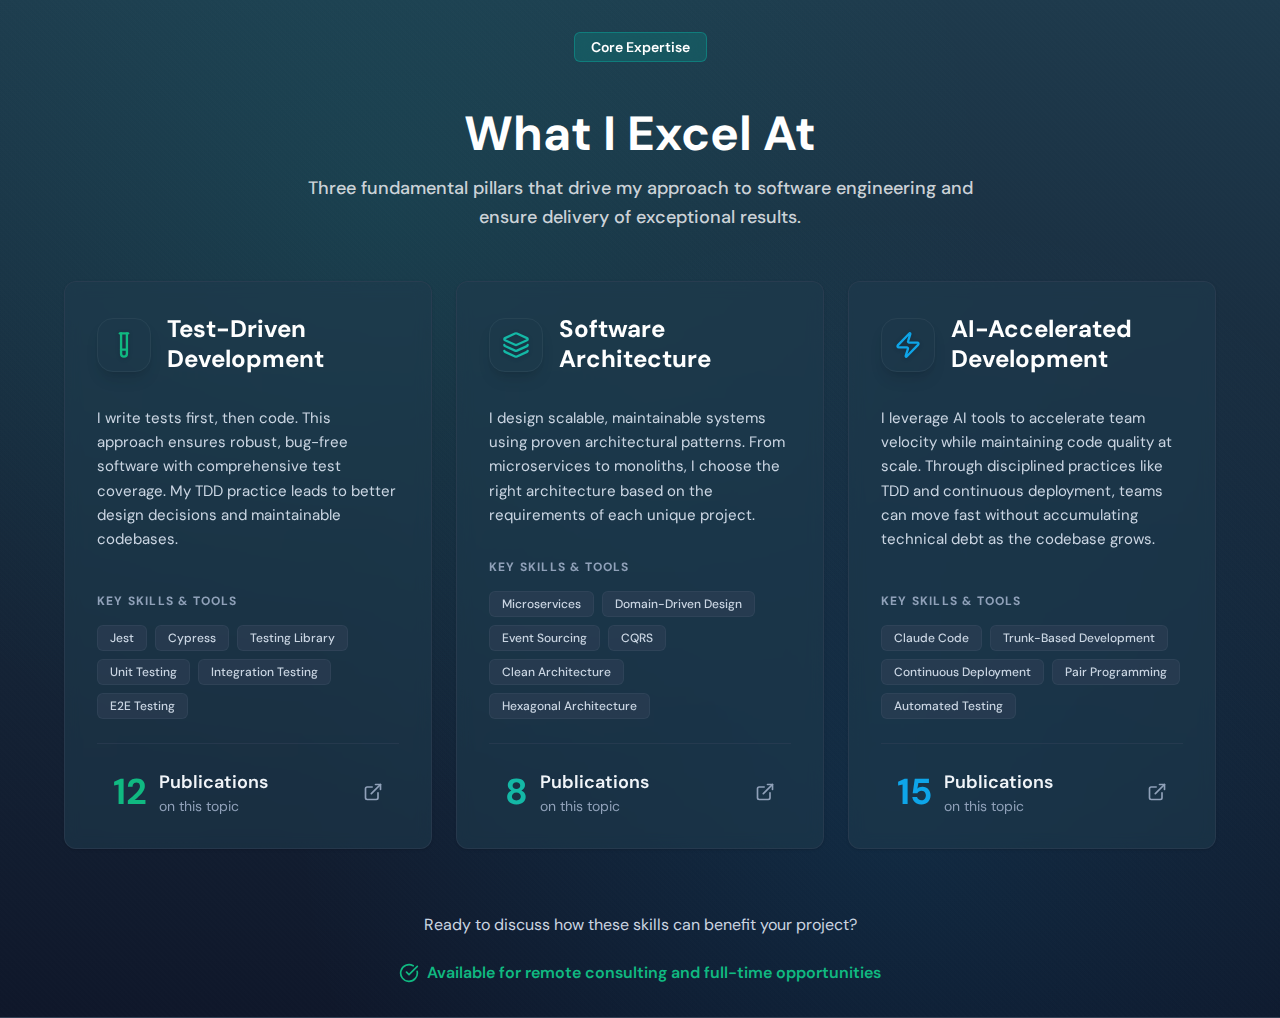 Core Expertise
What I Excel At
Three fundamental pillars that drive my approach to software engineering and
ensure delivery of exceptional results.
Test-Driven
Development
I write tests first, then code. This
approach ensures robust, bug-free
software with comprehensive test
coverage. My TDD practice leads to better
design decisions and maintainable
codebases.
KEY SKILLS & TOOLS
Jest
Cypress
Testing Library
Unit Testing
Integration Testing
E2E Testing
12
Publications
on this topic
Software
Architecture
I design scalable, maintainable systems
using proven architectural patterns. From
microservices to monoliths, I choose the
right architecture based on the
requirements of each unique project.
KEY SKILLS & TOOLS
Microservices
Domain-Driven Design
Event Sourcing
CQRS
Clean Architecture
Hexagonal Architecture
8
Publications
on this topic
AI-Accelerated
Development
I leverage AI tools to accelerate team
velocity while maintaining code quality at
scale. Through disciplined practices like
TDD and continuous deployment, teams
can move fast without accumulating
technical debt as the codebase grows.
KEY SKILLS & TOOLS
Claude Code
Trunk-Based Development
Continuous Deployment
Pair Programming
Automated Testing
15
Publications
on this topic
Ready to discuss how these skills can benefit your project?
Available for remote consulting and full-time opportunities